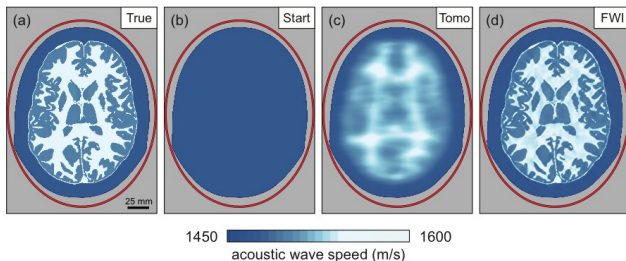 (a) True
(b) Start
(c) Tomo
(d) FWI
25 mm
1450 1600
acoustic wave speed (m/s)